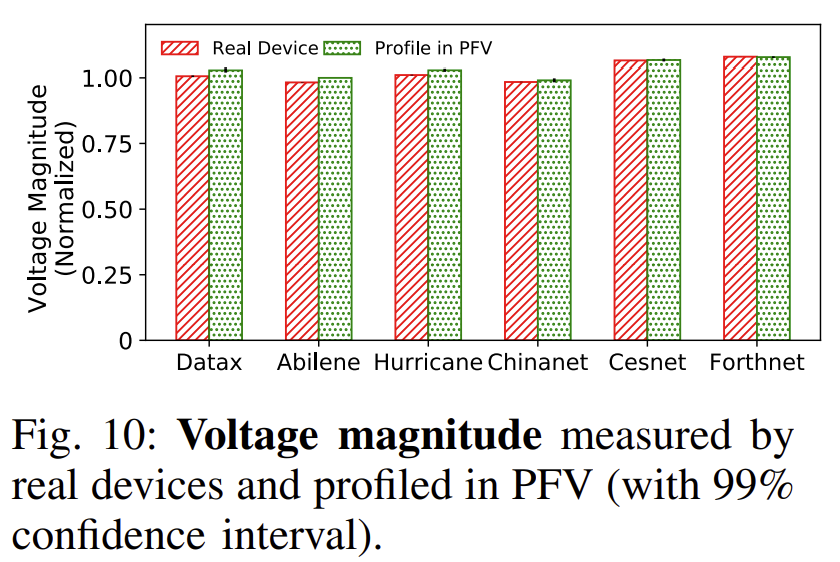 Real Device
Profile in PFV
Voltage Magnitude
(Normalized)
1.00
0.75
0.50
0.25
0
Datax Abilene Hurricane Chinanet Cesnet Forthnet
Fig. 10: Voltage magnitude measured by
real devices and profiled in PFV (with 99%
confidence interval).